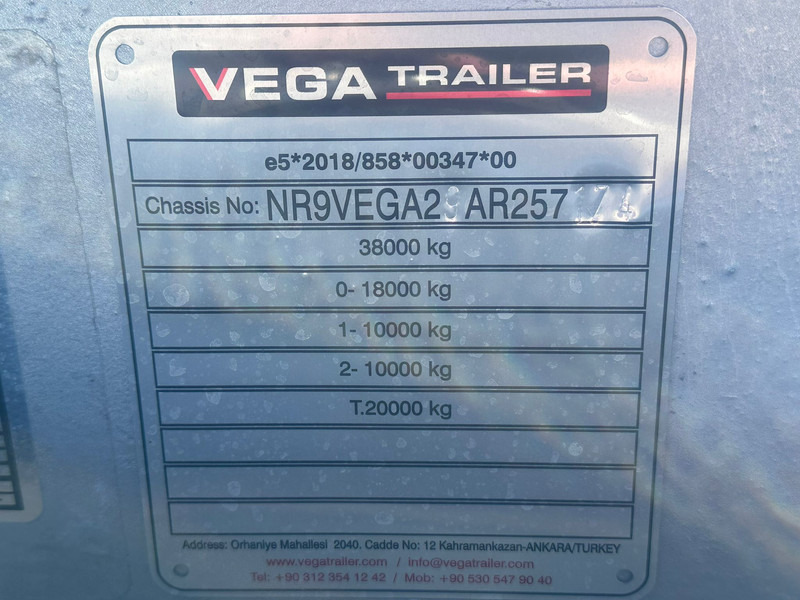 VEGA TRAILER
e5*2018/858*00347*00
Chassis No: NR9VEGA2 AR257174
38000 kg
0- 18000 kg
1- 10000 kg
2- 10000 kg
T.20000 kg
Address: Orhaniye Mahallesi 2040. Cadde No: 12 Kahramankazan-ANKARA/TURKEY
www.vegatrailer.com / info@vegatrailer.com
Tel: +90 312 354 12 42 / Mob: +90 530 547 90 40